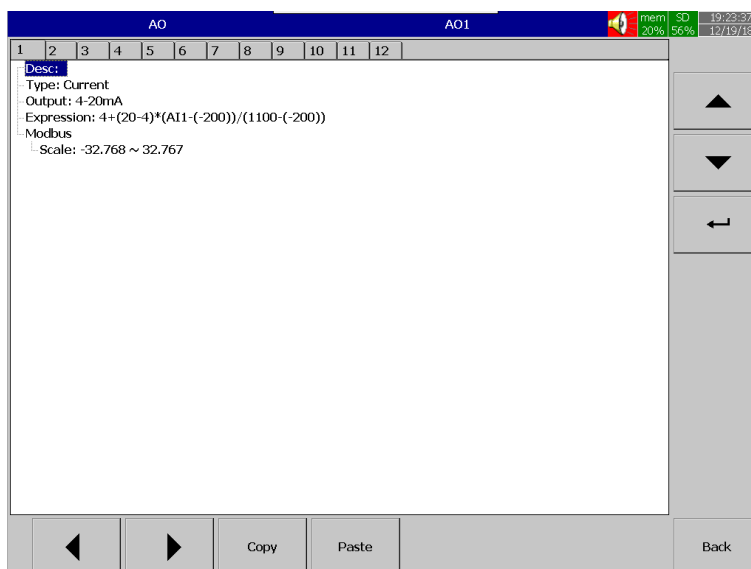 AO AO1 mem 20% SD 56% 19:23:37 12/19/18
1 2 3 4 5 6 7 8 9 10 11 12
Desc:
Type: Current
Output: 4-20mA
Expression: 4+(20-4)*(AI1-(-200))/(1100-(-200))
Modbus
Scale: -32.768 ~ 32.767
Copy Paste Back